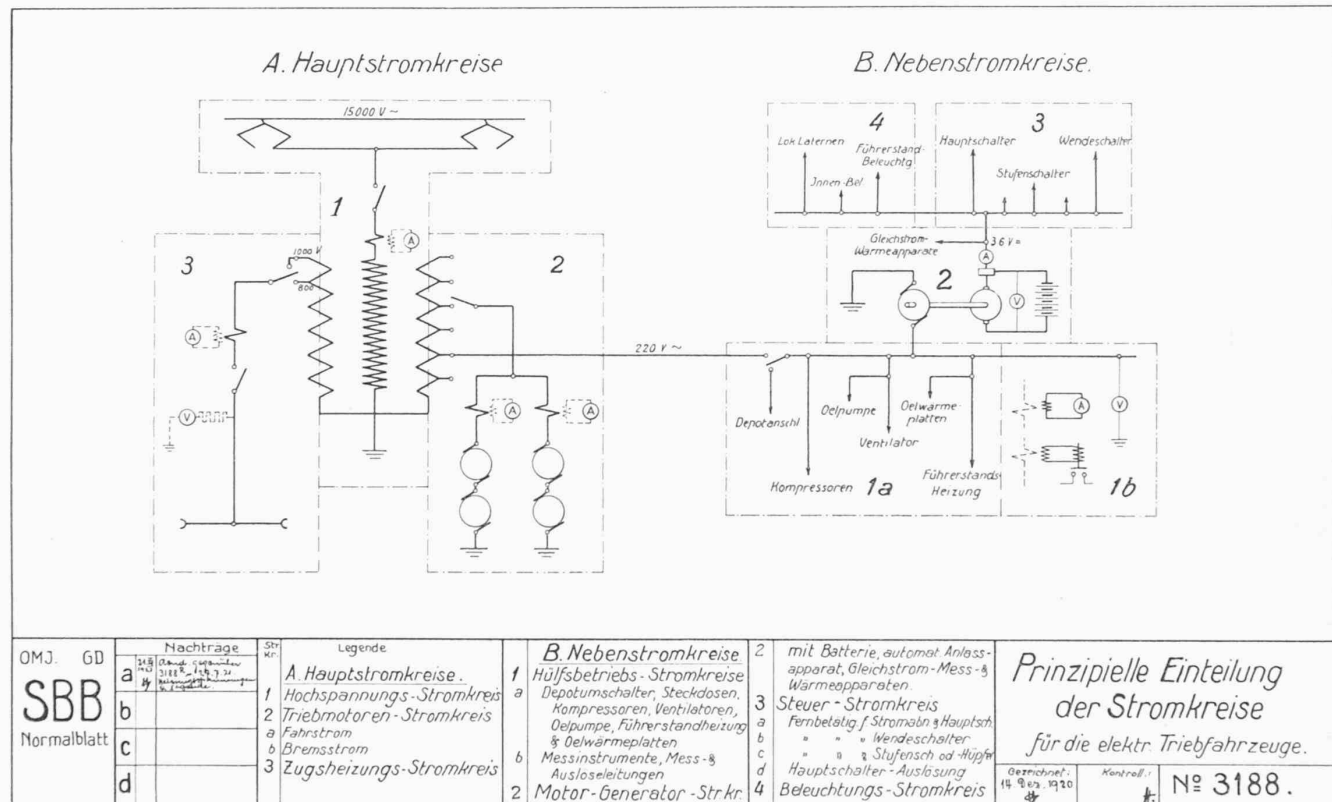 A. Hauptstromkreise
B. Nebenstromkreise.
15000 V ~
1
3
1000 V
800
A
A
V
2
A
A
A
220 V ~
4
Lok Laternen
Führerstand-
Beleuchtg
Innen-Bel.
3
Hauptschalter
Wendeschalter
Stufenschalter
Gleichstrom-
Wärmeapparate
36 V =
A
2
V
Depotanschl
Oelpumpe
Oelwärme-
platten
Ventilator
Kompressoren
1a
Führerstands-
Heizung
A
V
1b
OMJ. GD
SBB
Normalblatt
Nachträge
a
b
c
d
Str.
Kr.
Legende
A. Hauptstromkreise.
1 Hochspannungs-Stromkreis
2 Triebmotoren-Stromkreis
a Fahrstrom
b Bremsstrom
3 Zugsheizungs-Stromkreis
B. Nebenstromkreise
1 Hülfsbetriebs-Stromkreise
a Depotumschalter, Steckdosen,
Kompressoren, Ventilatoren,
Oelpumpe, Führerstandheizung
& Oelwärmeplatten
b Messinstrumente, Mess-&
Ausloseleitungen
2 Motor-Generator-Str.kr.
2 mit Batterie, automat. Anlass-
apparat, Gleichstrom-Mess-&
Wärmeapparaten.
3 Steuer-Stromkreis
a Fernbetätig. f Stromabn & Hauptsch.
b " " " Wendeschalter
c " " " Stufensch od -Hüpfer
d Hauptschalter-Auslösung
4 Beleuchtungs-Stromkreis
Prinzipielle Einteilung
der Stromkreise
für die elektr. Triebfahrzeuge.
Gezeichnet:
14. Dez. 1920
Kontroll.:
Nº 3188.